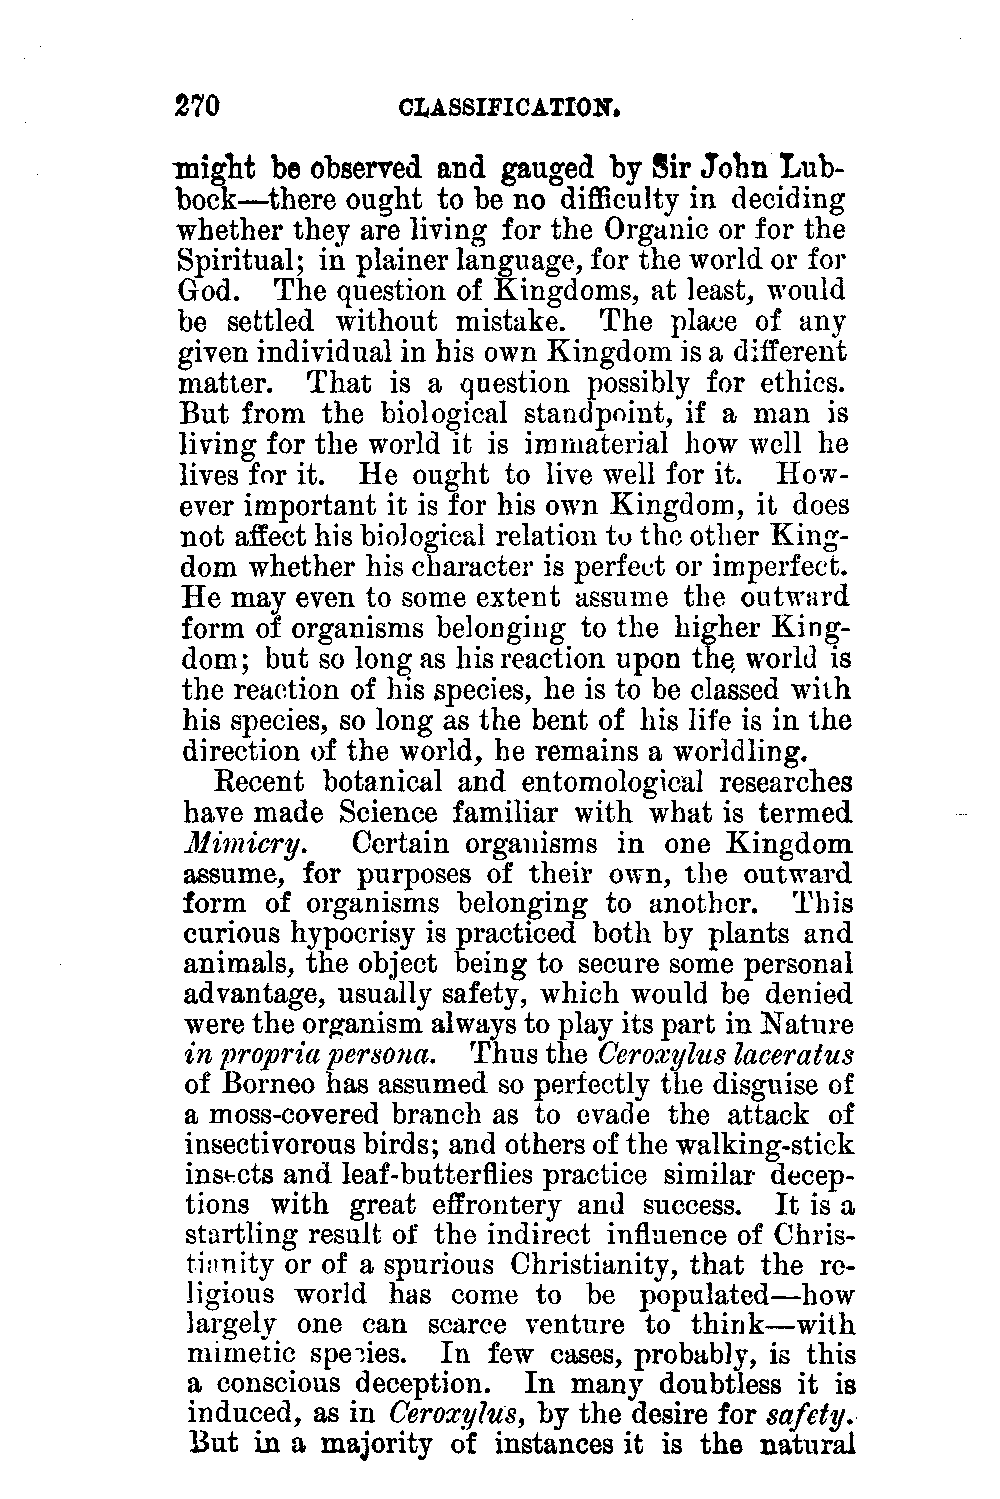 270 CLASSIFICATION.
might be observed and gauged by Sir John Lub-
bock—there ought to be no difficulty in deciding
whether they are living for the Organic or for the
Spiritual; in plainer language, for the world or for
God. The question of Kingdoms, at least, would
be settled without mistake. The place of any
given individual in his own Kingdom is a different
matter. That is a question possibly for ethics.
But from the biological standpoint, if a man is
living for the world it is immaterial how well he
lives for it. He ought to live well for it. How-
ever important it is for his own Kingdom, it does
not affect his biological relation to the other King-
dom whether his character is perfect or imperfect.
He may even to some extent assume the outward
form of organisms belonging to the higher King-
dom; but so long as his reaction upon the world is
the reaction of his species, he is to be classed with
his species, so long as the bent of his life is in the
direction of the world, he remains a worldling.
Recent botanical and entomological researches
have made Science familiar with what is termed
Mimicry. Certain organisms in one Kingdom
assume, for purposes of their own, the outward
form of organisms belonging to another. This
curious hypocrisy is practiced both by plants and
animals, the object being to secure some personal
advantage, usually safety, which would be denied
were the organism always to play its part in Nature
in propria persona. Thus the Ceroxylus laceratus
of Borneo has assumed so perfectly the disguise of
a moss-covered branch as to evade the attack of
insectivorous birds; and others of the walking-stick
insects and leaf-butterflies practice similar decep-
tions with great effrontery and success. It is a
startling result of the indirect influence of Chris-
tianity or of a spurious Christianity, that the re-
ligious world has come to be populated—how
largely one can scarce venture to think—with
mimetic species. In few cases, probably, is this
a conscious deception. In many doubtless it is
induced, as in Ceroxylus, by the desire for safety.
But in a majority of instances it is the natural